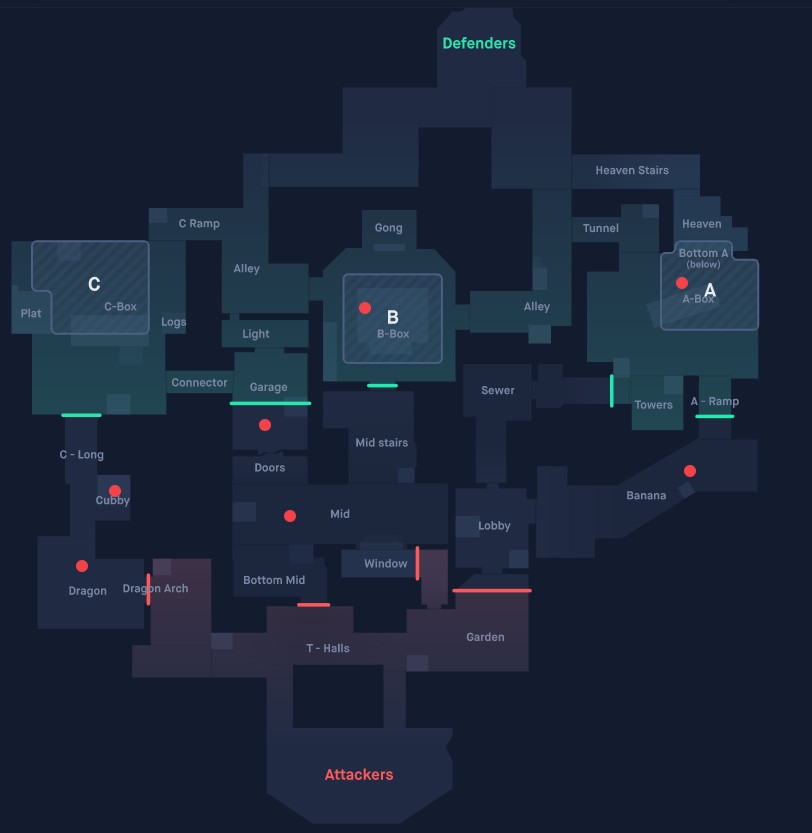 Defenders
Heaven Stairs
C Ramp
Gong
Tunnel
Heaven
Bottom A
(below)
Alley
C
A
A-Box
C-Box
Alley
Plat
Logs
B
B-Box
Light
Connector
Garage
Sewer
Towers
A - Ramp
Mid stairs
C - Long
Doors
Cubby
Banana
Mid
Lobby
Window
Bottom Mid
Dragon
Dragon Arch
Garden
T - Halls
Attackers